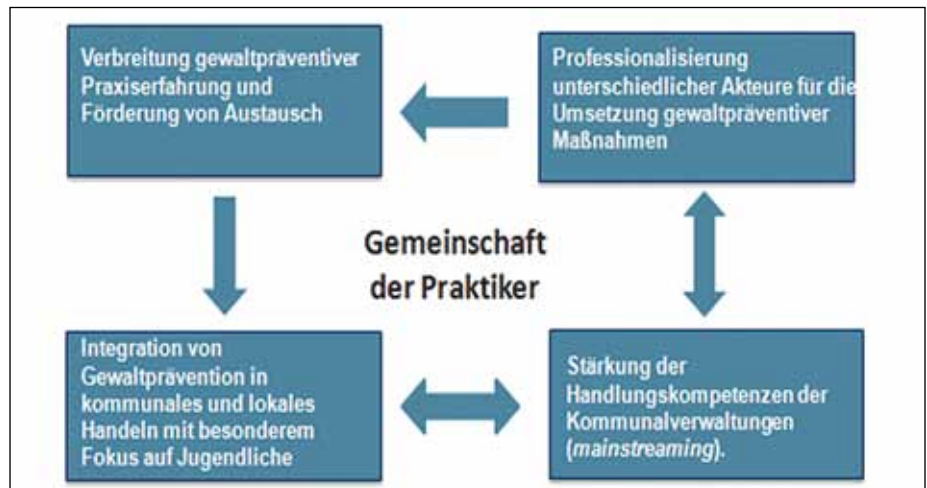 Verbreitung gewaltpräventiver
Praxiserfahrung und
Förderung von Austausch
Professionalisierung
unterschiedlicher Akteure für die
Umsetzung gewaltpräventiver
Maßnahmen
Gemeinschaft
der Praktiker
Integration von
Gewaltprävention in
kommunales und lokales
Handeln mit besonderem
Fokus auf Jugendliche
Stärkung der
Handlungskompetenzen der
Kommunalverwaltungen
(mainstreaming).